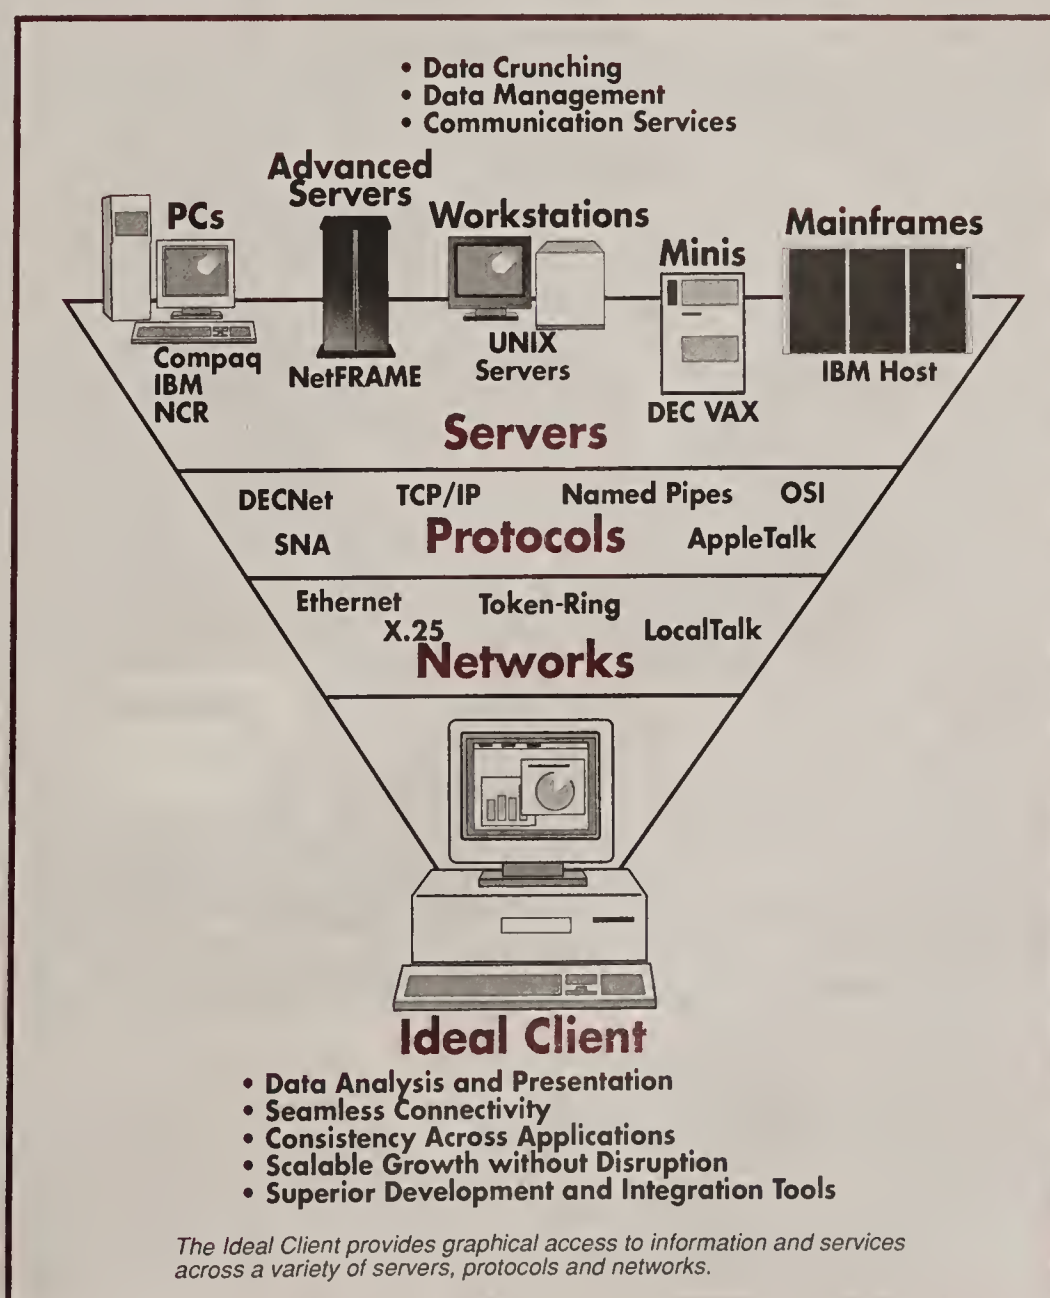 • Data Crunching
• Data Management
• Communication Services
Advanced
Servers
PCs
Workstations
Mainframes
Minis
Compaq
IBM
NCR
NetFRAME
UNIX
Servers
DEC VAX
IBM Host
Servers
DECNet TCP/IP Named Pipes OSI
SNA Protocols AppleTalk
Ethernet Token-Ring
X.25 LocalTalk
Networks
Ideal Client
• Data Analysis and Presentation
• Seamless Connectivity
• Consistency Across Applications
• Scalable Growth without Disruption
• Superior Development and Integration Tools
The Ideal Client provides graphical access to information and services
across a variety of servers, protocols and networks.